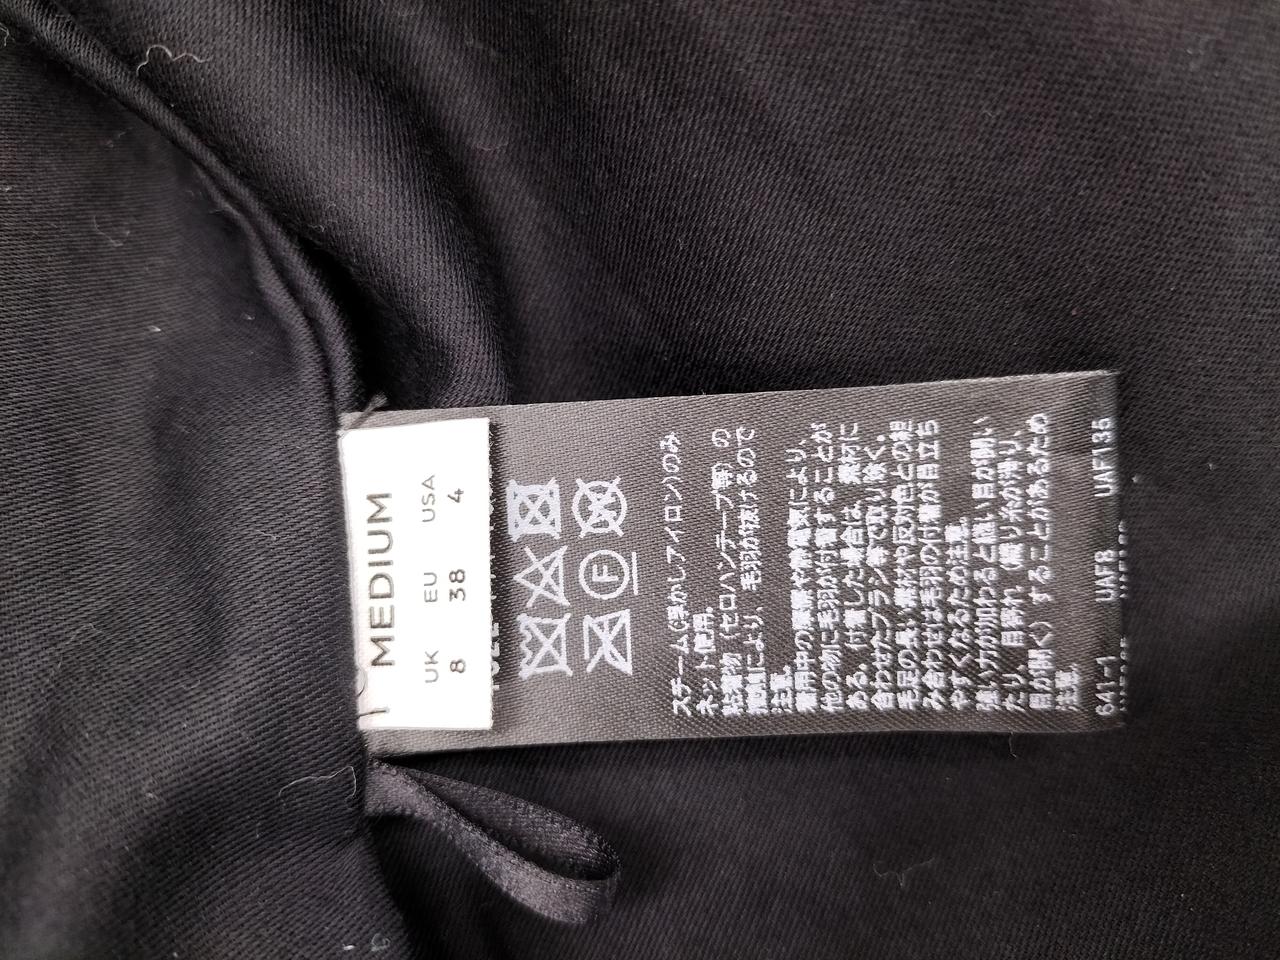 MEDIUM
UK EU USA
8 38 4
F
スチーム(浮かしアイロン)のみ
ネット使用。
粘着物(セロハンテープ等)の
接触により、毛羽が抜けるので
注意。
着用中の摩擦や静電気により、
他の物に毛羽が付着することが
ある。付着した場合は、素材に
合わせたブラシ等で取り除く。
毛足の長い素材や反対色との組
み合わせは毛羽の付着が目立ち
やすくなるため注意。
強い力が加わると縫い目が開い
たり、目寄れ(織り糸が滑り、
目が開く)することがあるため
注意。
641-1 UAF8 UAF136